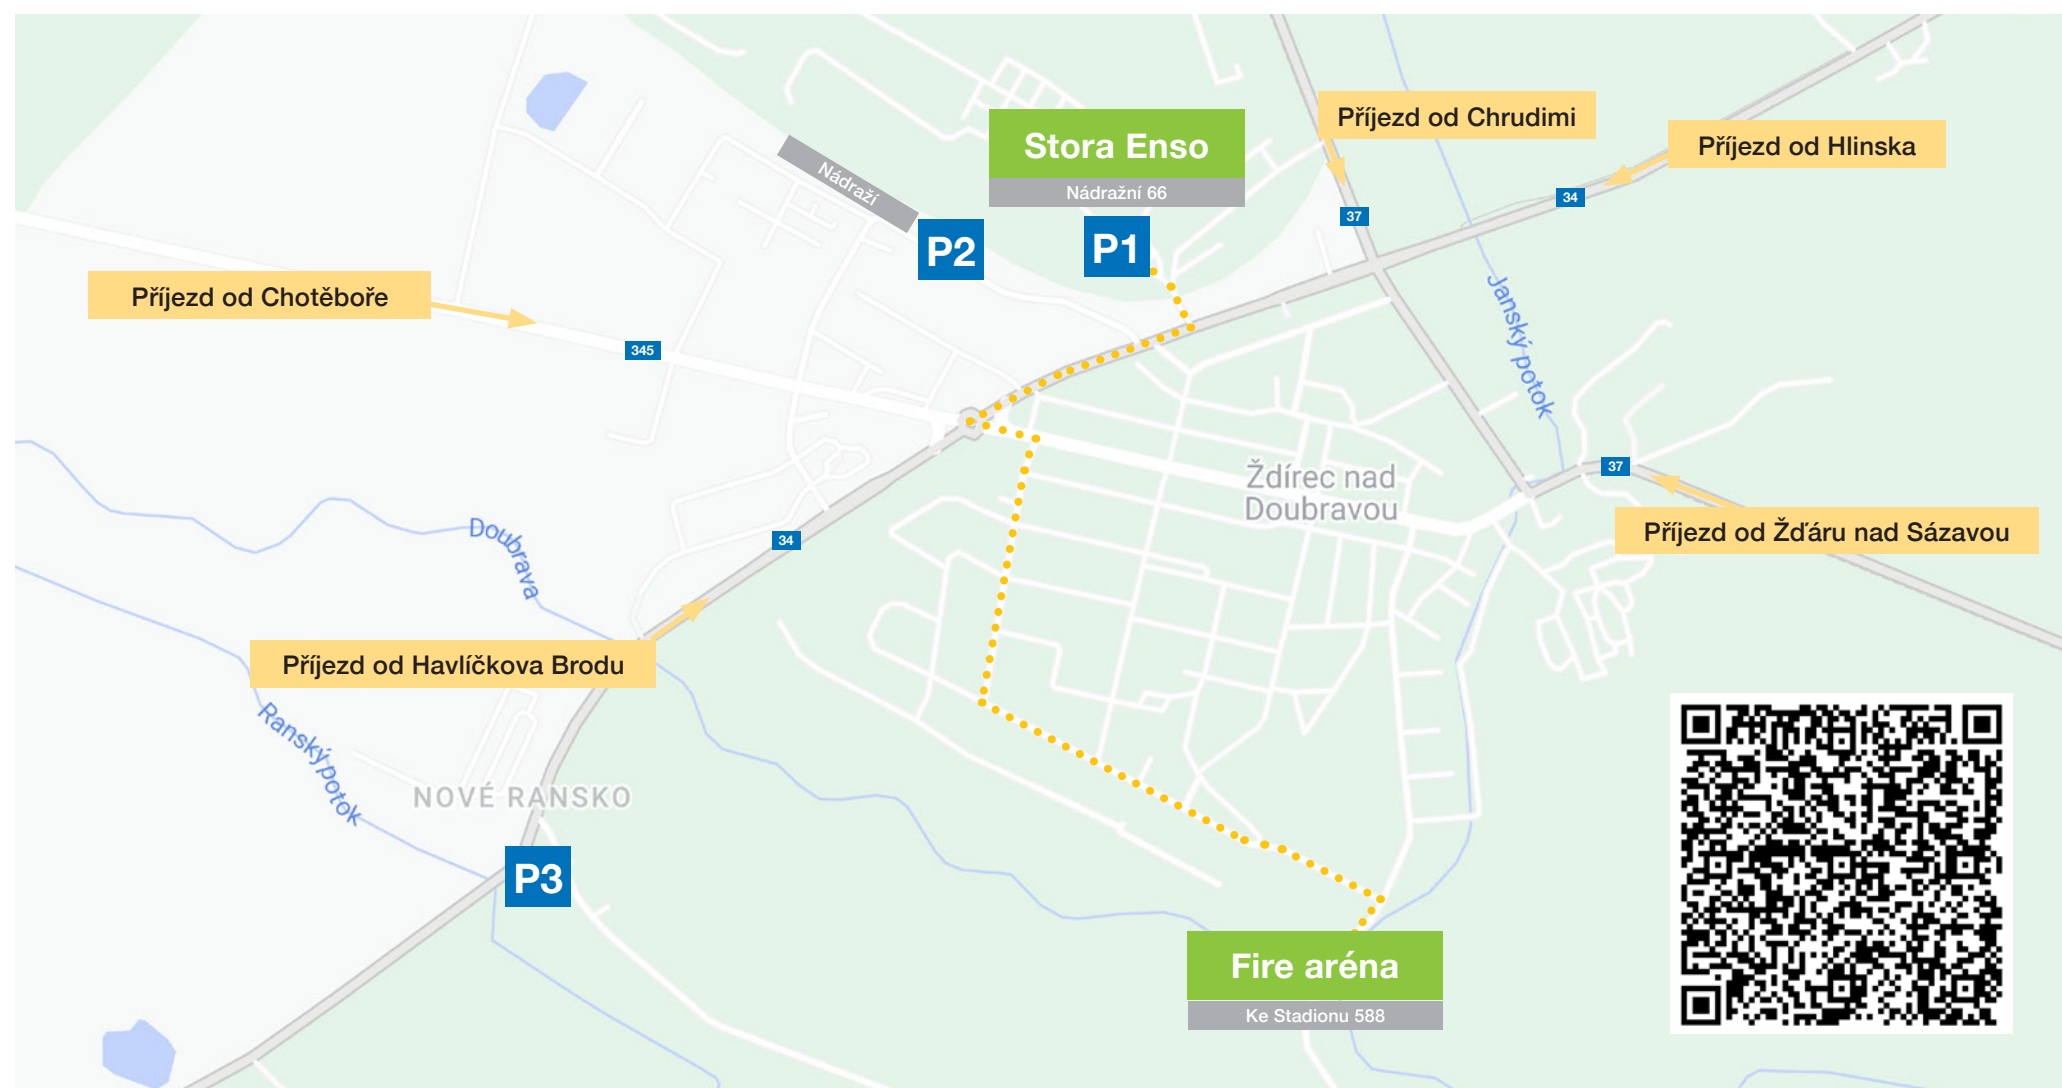 Příjezd od Chrudimi
Stora Enso
Příjezd od Hlinska
Nádraží
Nádražní 66
34
37
P2
P1
Příjezd od Chotěboře
Janský potok
345
Ždírec nad
Doubravou
37
Doubrava
34
Příjezd od Žďáru nad Sázavou
Příjezd od Havlíčkova Brodu
Ranský potok
NOVÉ RANSKO
P3
Fire aréna
Ke Stadionu 588